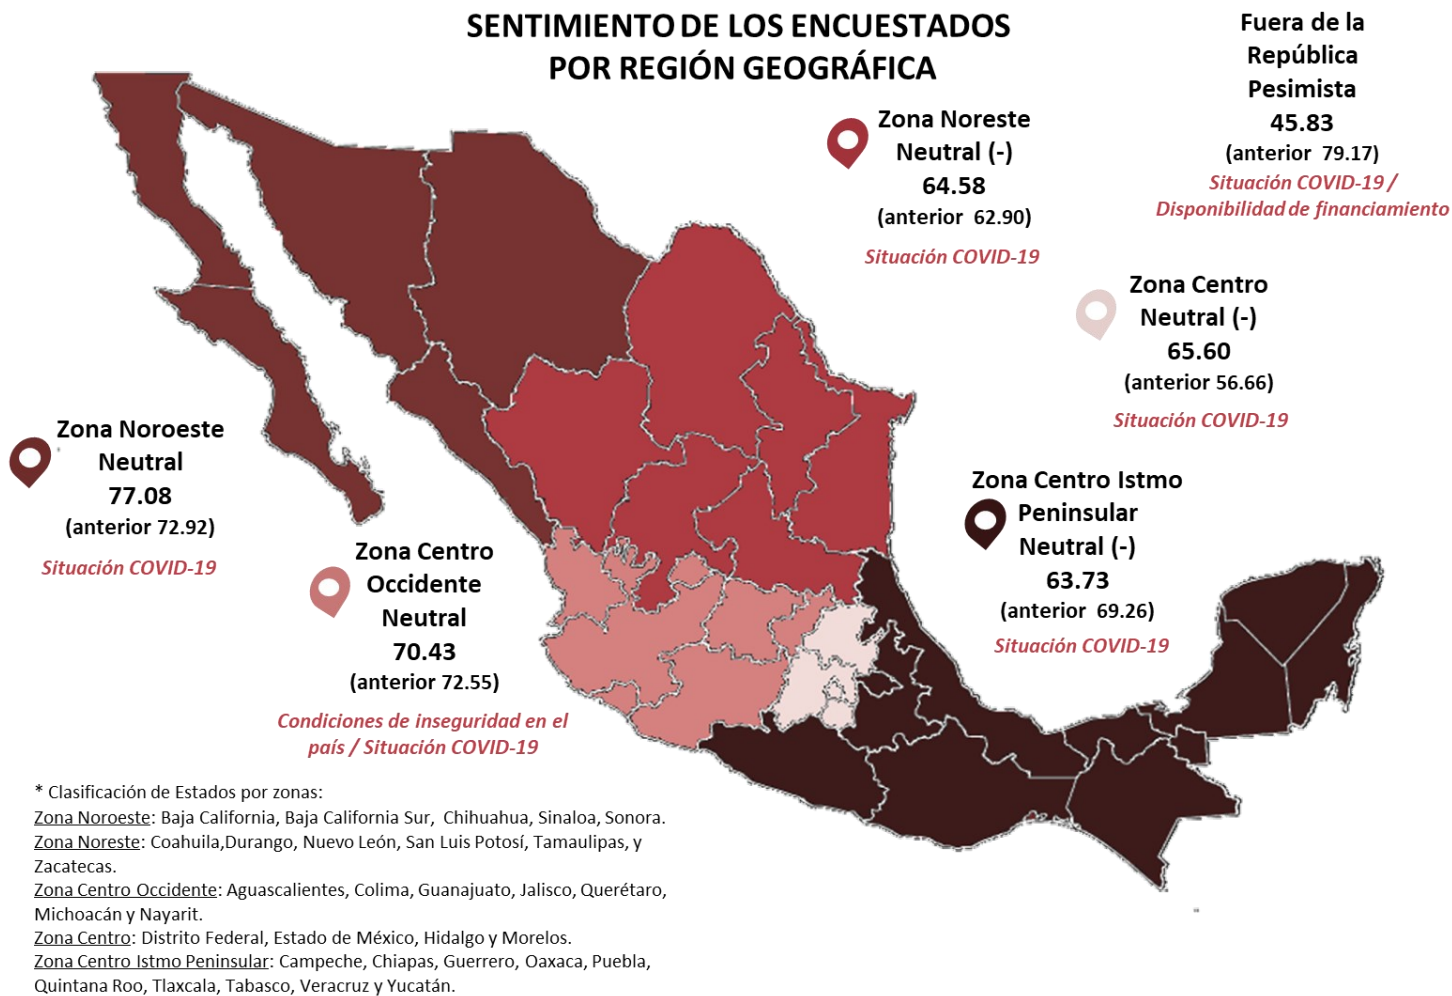 SENTIMIENTO DE LOS ENCUESTADOS
POR REGIÓN GEOGRÁFICA
Fuera de la
República
Pesimista
45.83
(anterior 79.17)
Situación COVID-19 /
Disponibilidad de financiamiento
Zona Noreste
Neutral (-)
64.58
(anterior 62.90)
Situación COVID-19
Zona Centro
Neutral (-)
65.60
(anterior 56.66)
Situación COVID-19
Zona Noroeste
Neutral
77.08
(anterior 72.92)
Situación COVID-19
Zona Centro Istmo
Peninsular
Neutral (-)
63.73
(anterior 69.26)
Situación COVID-19
Zona Centro
Occidente
Neutral
70.43
(anterior 72.55)
Condiciones de inseguridad en el
país / Situación COVID-19
* Clasificación de Estados por zonas:
Zona Noroeste: Baja California, Baja California Sur, Chihuahua, Sinaloa, Sonora.
Zona Noreste: Coahuila,Durango, Nuevo León, San Luis Potosí, Tamaulipas, y
Zacatecas.
Zona Centro Occidente: Aguascalientes, Colima, Guanajuato, Jalisco, Querétaro,
Michoacán y Nayarit.
Zona Centro: Distrito Federal, Estado de México, Hidalgo y Morelos.
Zona Centro Istmo Peninsular: Campeche, Chiapas, Guerrero, Oaxaca, Puebla,
Quintana Roo, Tlaxcala, Tabasco, Veracruz y Yucatán.